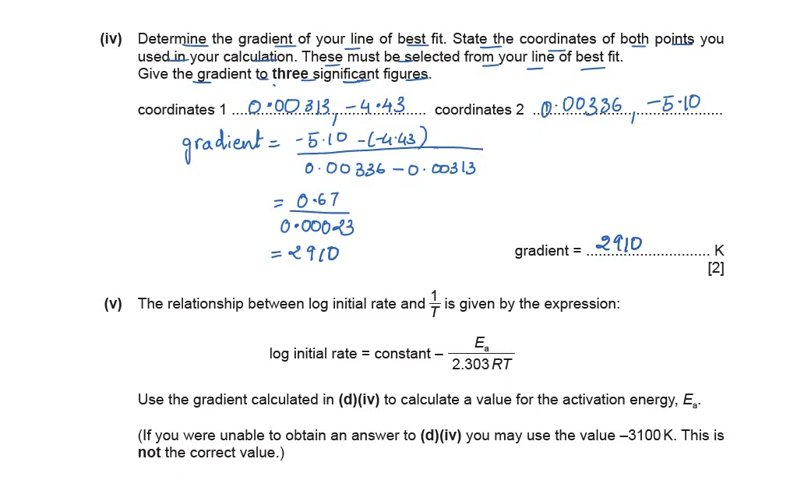 (iv) Determine the gradient of your line of best fit. State the coordinates of both points you
used in your calculation. These must be selected from your line of best fit.
Give the gradient to three significant figures.
coordinates 1 ....0.00313, -4.43.... coordinates 2 ..0.00336, -5.10....
gradient = -5.10 -(-4.43)
0.00336 - 0.00313
= 0.67
0.00023
= 2910
gradient = ..2910.............. K
[2]
(v) The relationship between log initial rate and 1/T is given by the expression:
log initial rate = constant – Ea
2.303 RT
Use the gradient calculated in (d)(iv) to calculate a value for the activation energy, Ea.
(If you were unable to obtain an answer to (d)(iv) you may use the value –3100 K. This is
not the correct value.)